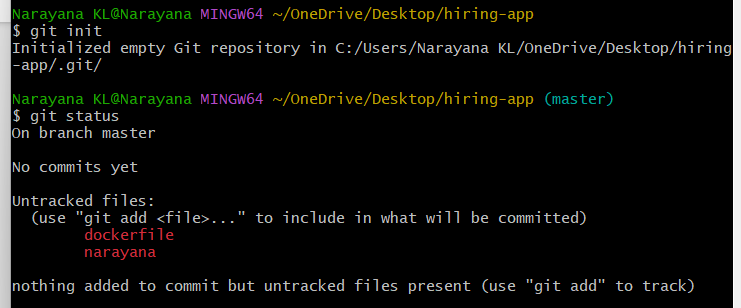 Narayana KL@Narayana MINGW64 ~/OneDrive/Desktop/hiring-app
$ git init
Initialized empty Git repository in C:/Users/Narayana KL/OneDrive/Desktop/hiring
-app/.git/
Narayana KL@Narayana MINGW64 ~/OneDrive/Desktop/hiring-app (master)
$ git status
On branch master
No commits yet
Untracked files:
(use "git add <file>..." to include in what will be committed)
dockerfile
narayana
nothing added to commit but untracked files present (use "git add" to track)